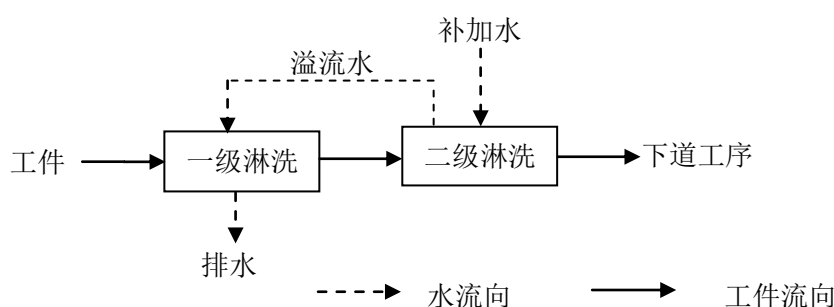 补加水
溢流水
工件
一级淋洗
二级淋洗
下道工序
排水
水流向
工件流向